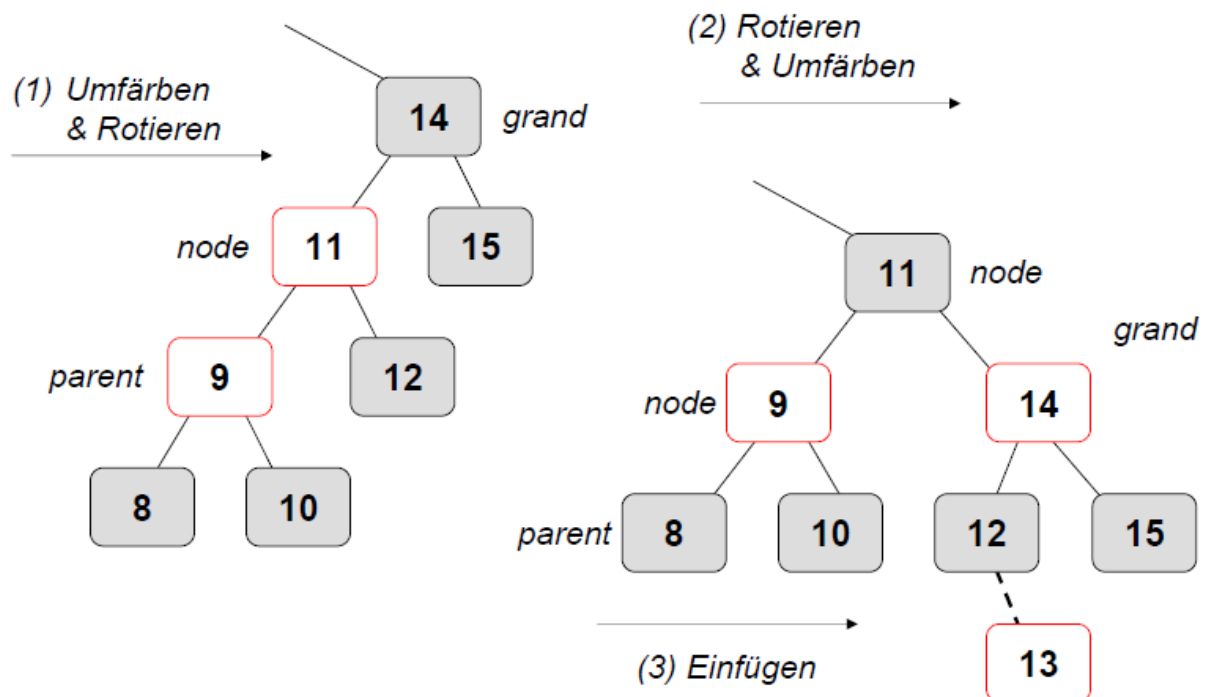 (1) Umfärben
& Rotieren
14
grand
node
11
15
parent
9
12
8
10
(2) Rotieren
& Umfärben
11
node
grand
node
9
14
parent
8
10
12
15
(3) Einfügen
13